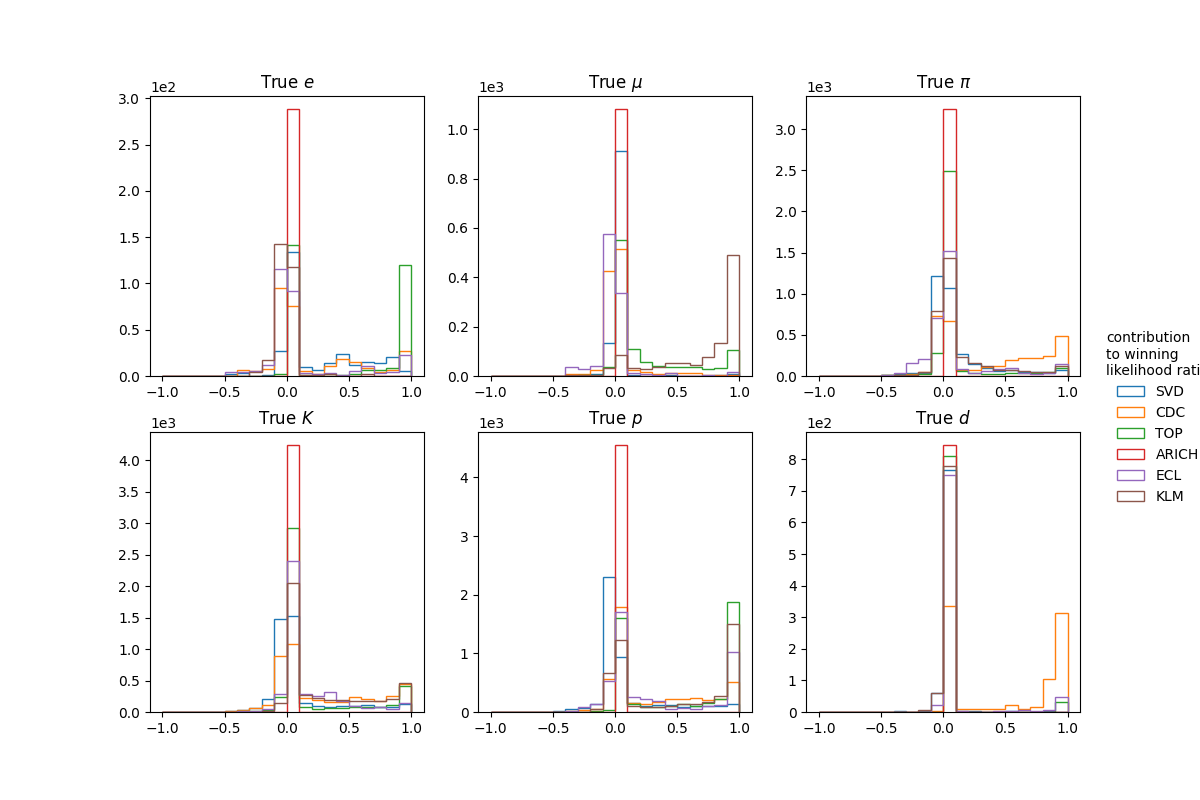 True e
True μ
True π
1e2
1e3
1e3
3.0
2.5
2.0
1.5
1.0
0.5
0.0
1.0
0.8
0.6
0.4
0.2
0.0
3.0
2.5
2.0
1.5
1.0
0.5
0.0
−1.0 −0.5 0.0 0.5 1.0
−1.0 −0.5 0.0 0.5 1.0
−1.0 −0.5 0.0 0.5 1.0
True K
True p
True d
1e3
1e3
1e2
4.0
3.5
3.0
2.5
2.0
1.5
1.0
0.5
0.0
4
3
2
1
0
8
7
6
5
4
3
2
1
0
−1.0 −0.5 0.0 0.5 1.0
−1.0 −0.5 0.0 0.5 1.0
−1.0 −0.5 0.0 0.5 1.0
contribution
to winning
likelihood rati
SVD
CDC
TOP
ARICH
ECL
KLM